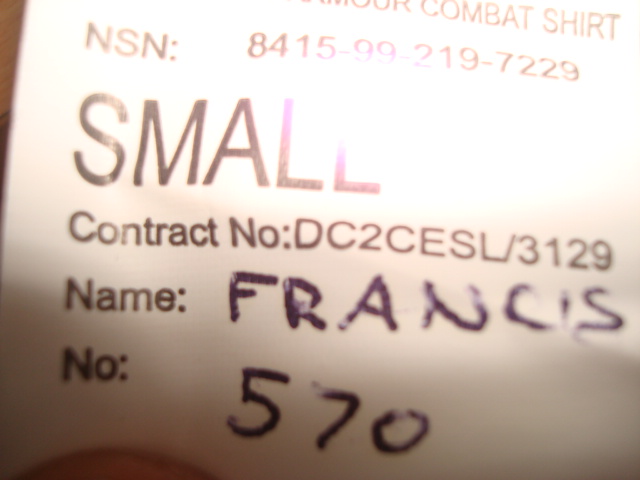 COMBAT SHIRT
NSN: 8415-99-219-7229
SMALL
Contract No:DC2CESL/3129
Name: FRANCIS
No: 570